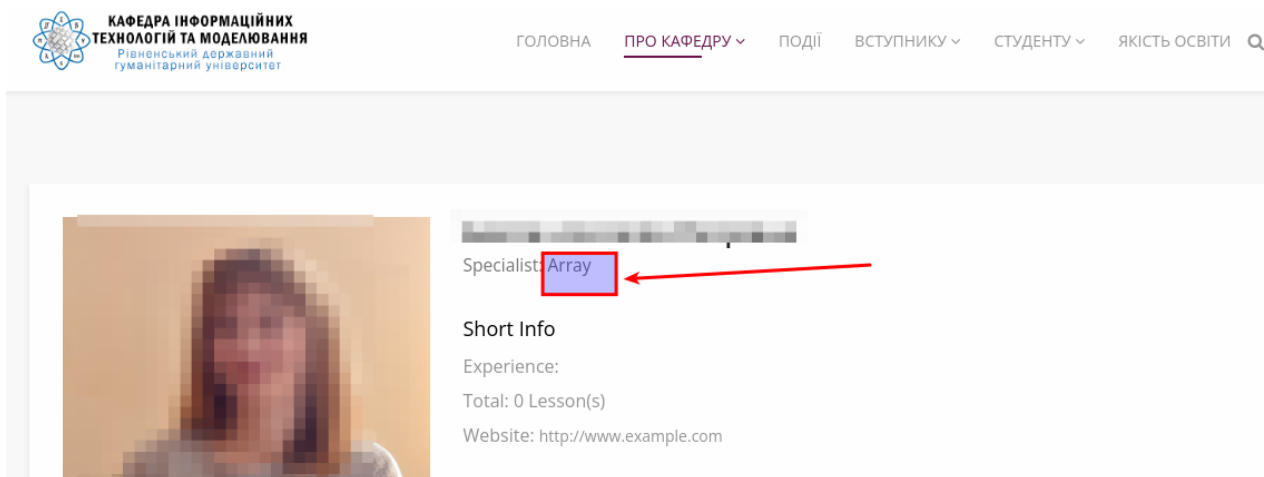 КАФЕДРА ІНФОРМАЦІЙНИХ
ТЕХНОЛОГІЙ ТА МОДЕЛЮВАННЯ
Рівненський державний
гуманітарний університет
ГОЛОВНА ПРО КАФЕДРУ ПОДІЇ ВСТУПНИКУ СТУДЕНТУ ЯКІСТЬ ОСВІТИ
Specialist: Array
Short Info
Experience:
Total: 0 Lesson(s)
Website: http://www.example.com